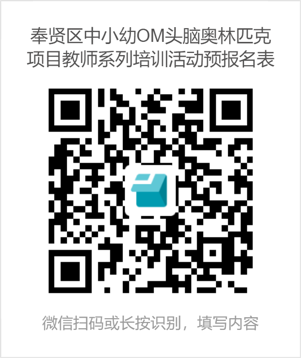 奉贤区中小幼OM头脑奥林匹克
项目教师系列培训活动预报名表
微信扫码或长按识别，填写内容